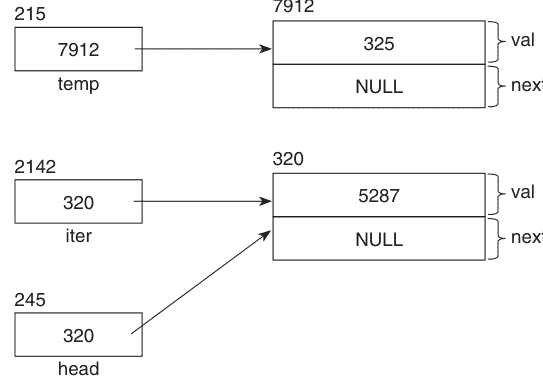 215
7912
temp
7912
325
val
NULL
next
2142
320
iter
320
5287
val
NULL
next
245
320
head